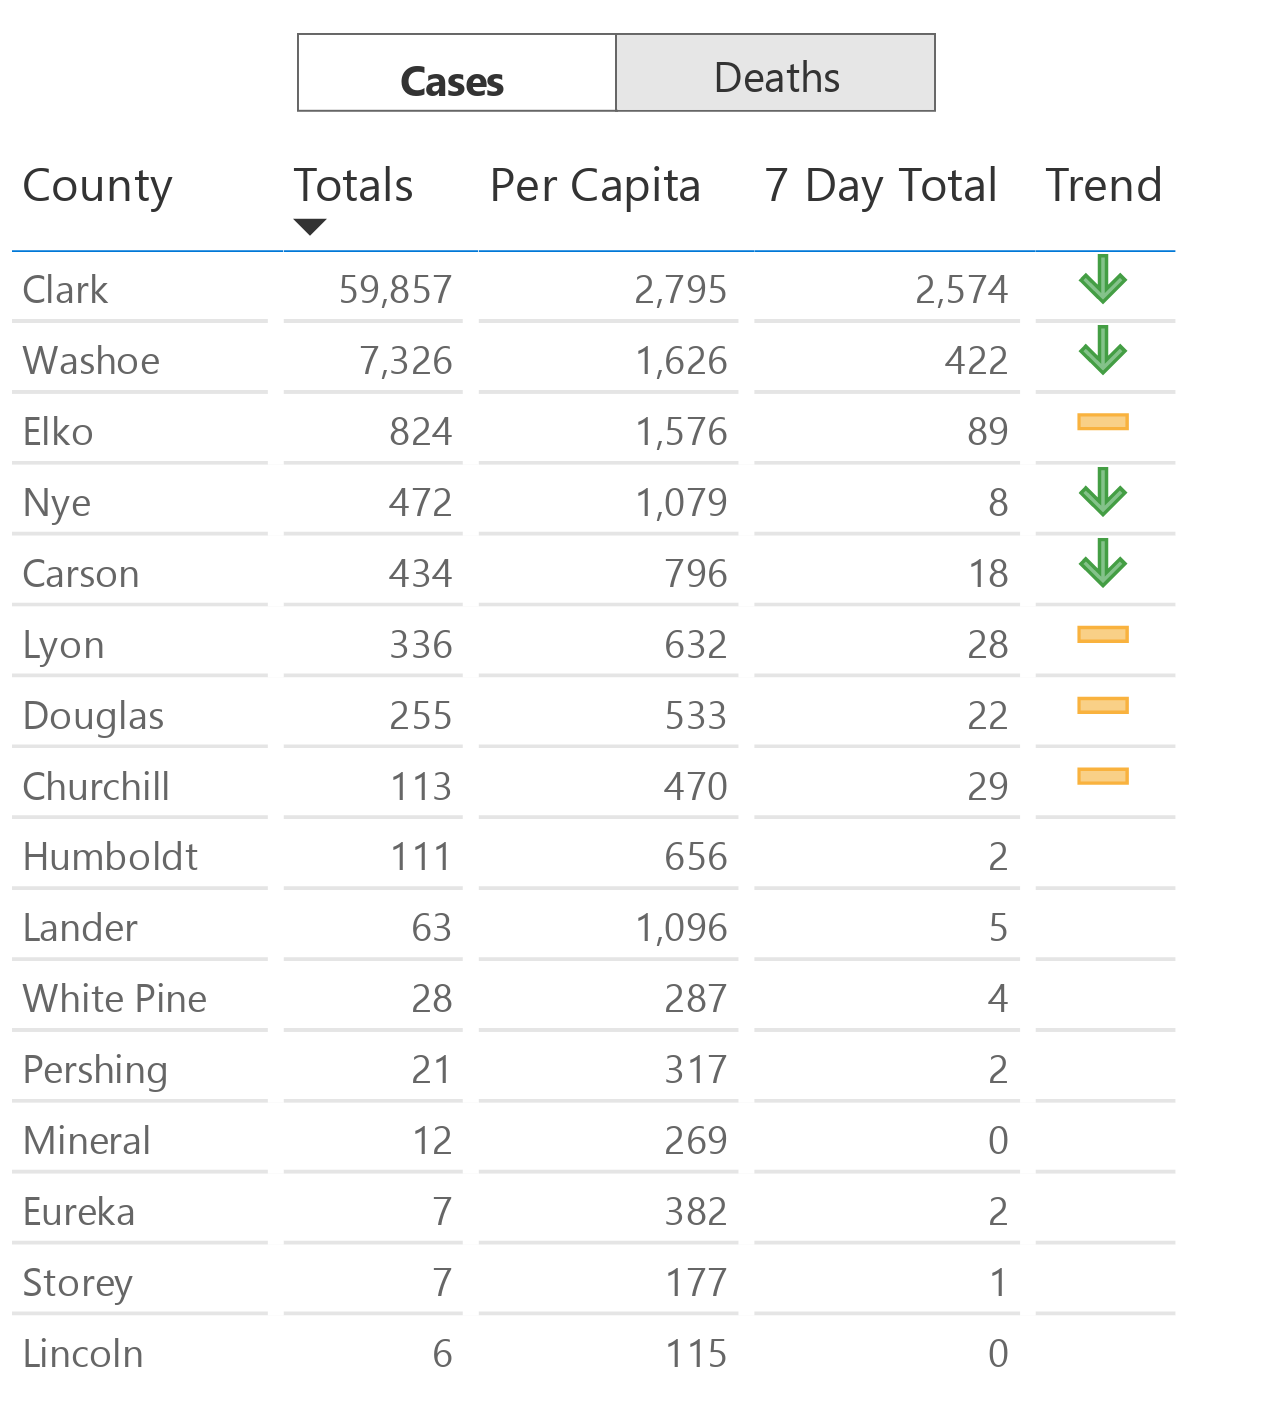 Cases Deaths
County Totals Per Capita 7 Day Total Trend
Clark 59,857 2,795 2,574
Washoe 7,326 1,626 422
Elko 824 1,576 89
Nye 472 1,079 8
Carson 434 796 18
Lyon 336 632 28
Douglas 255 533 22
Churchill 113 470 29
Humboldt 111 656 2
Lander 63 1,096 5
White Pine 28 287 4
Pershing 21 317 2
Mineral 12 269 0
Eureka 7 382 2
Storey 7 177 1
Lincoln 6 115 0